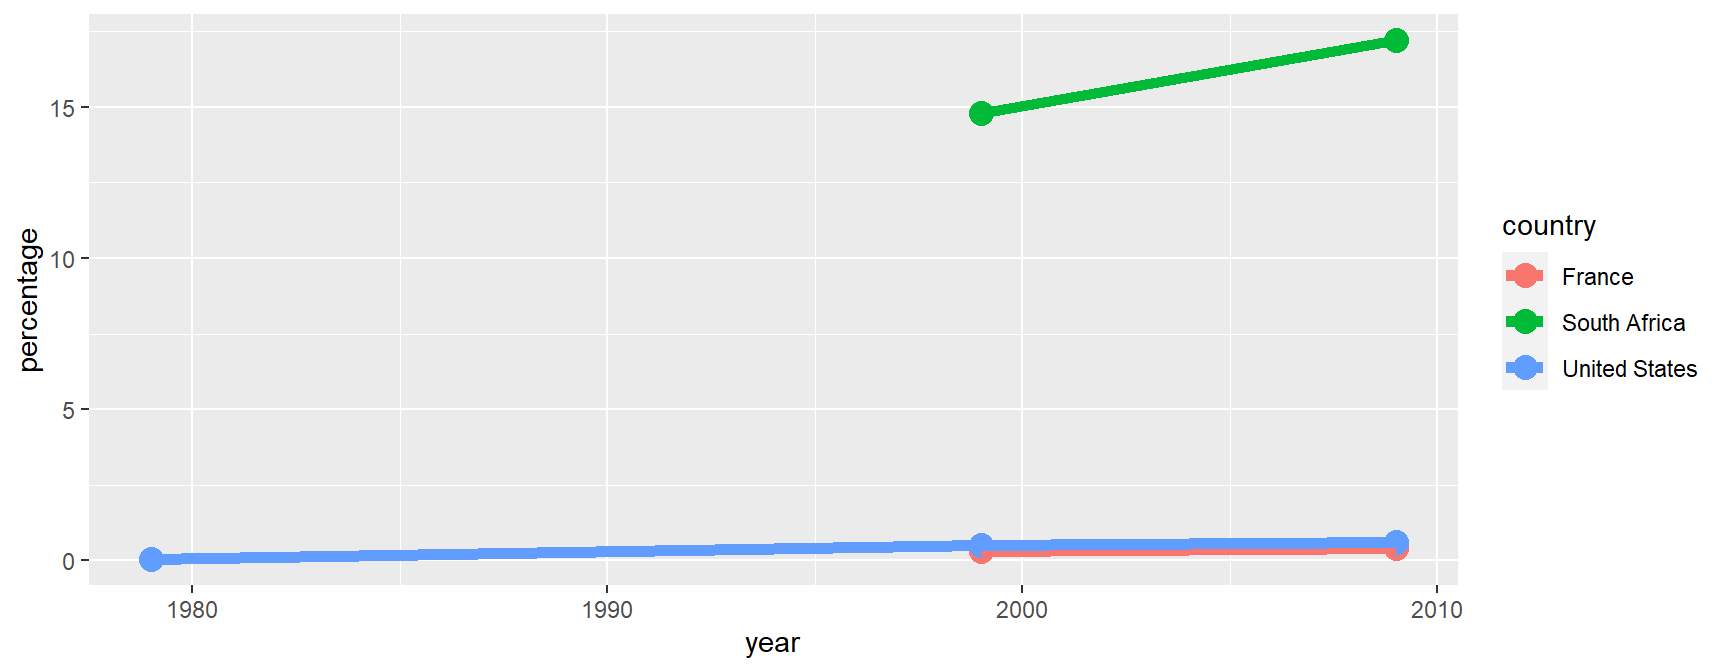 percentage
15
10
5
0
1980 1990 2000 2010
year
country
France
South Africa
United States